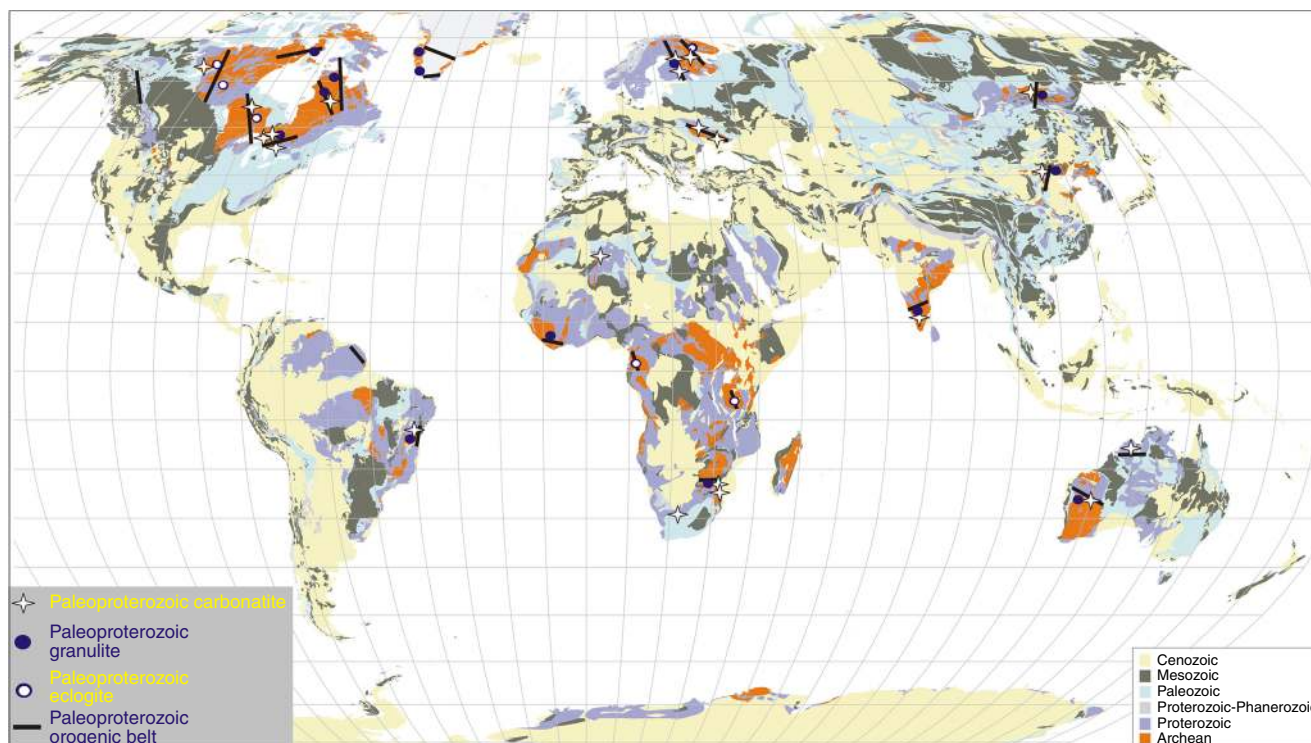 Paleoproterozoic carbonatite
Paleoproterozoic
granulite
Paleoproterozoic
eclogite
Paleoproterozoic
orogenic belt
Cenozoic
Mesozoic
Paleozoic
Proterozoic-Phanerozoic
Proterozoic
Archean